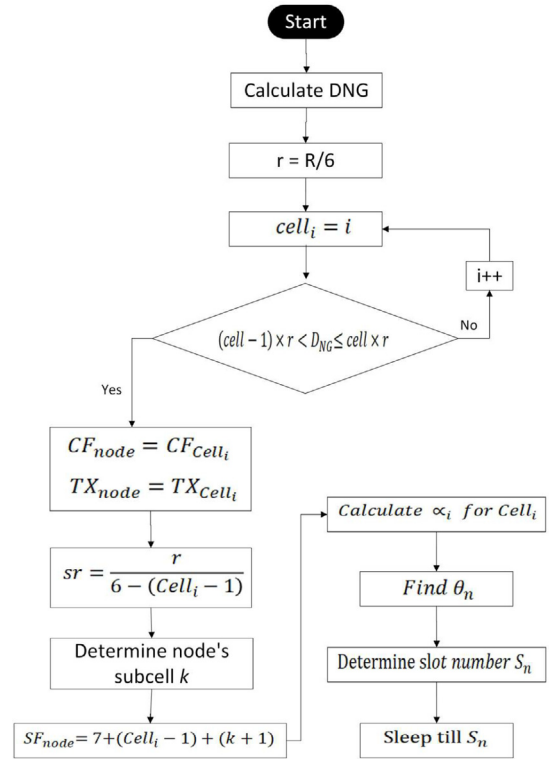 Start
Calculate DNG
r = R/6
cell_i = i
i++
(cell − 1) × r < D_NG ≤ cell × r
No
Yes
CF_node = CF_Cell_i
TX_node = TX_Cell_i
sr = r / (6 − (Cell_i − 1))
Determine node's
subcell k
SF_node = 7+(Cell_i − 1) + (k + 1)
Calculate ∝_i for Cell_i
Find θ_n
Determine slot number S_n
Sleep till S_n